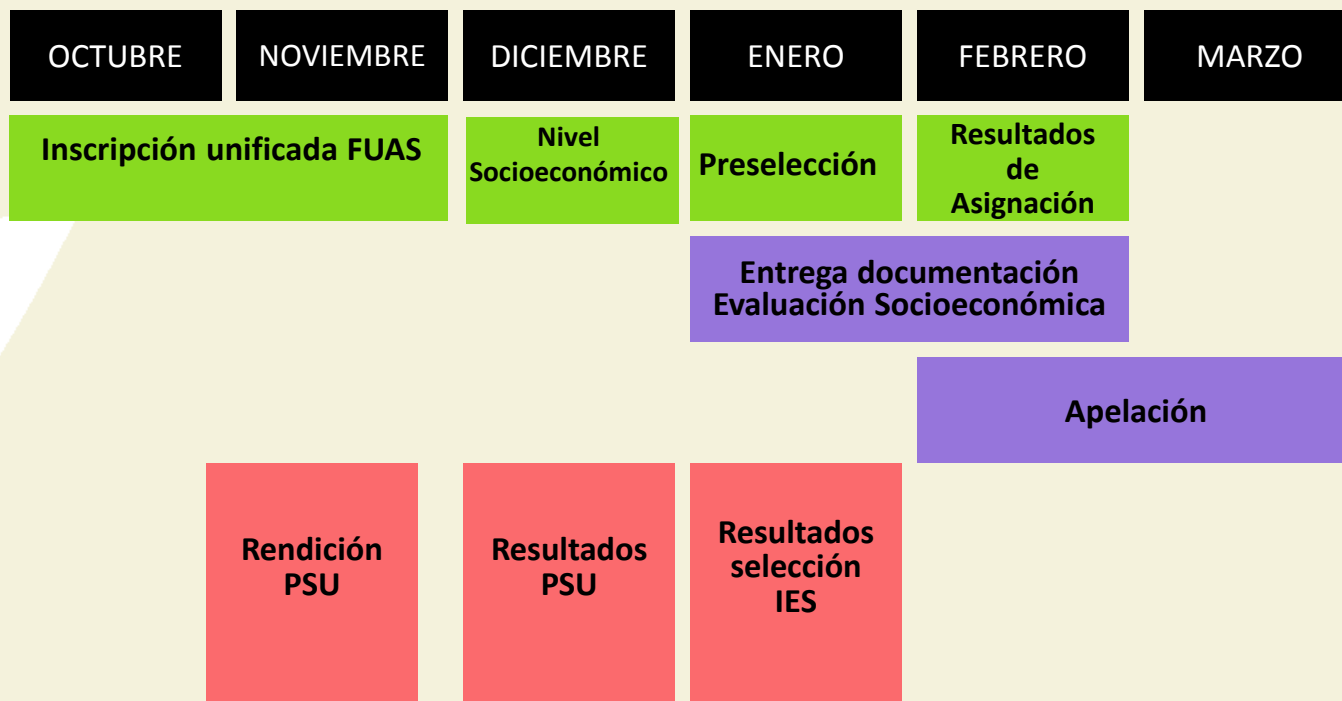 OCTUBRE
NOVIEMBRE
DICIEMBRE
ENERO
FEBRERO
MARZO
Inscripción unificada FUAS
Nivel
Socioeconómico
Preselección
Resultados
de
Asignación
Entrega documentación
Evaluación Socioeconómica
Apelación
Rendición
PSU
Resultados
PSU
Resultados
selección
IES